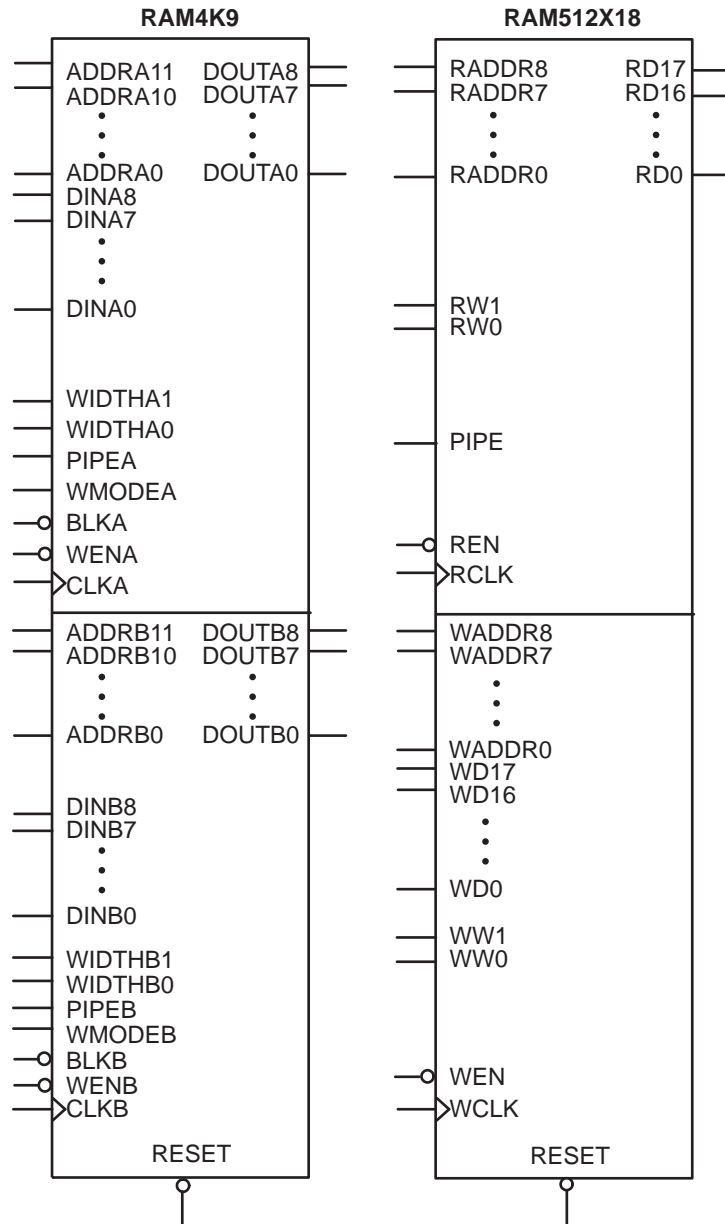 RAM4K9
ADDRA11 DOUTA8
ADDRA10 DOUTA7
ADDRA0 DOUTA0
DINA8
DINA7
DINA0
WIDTHA1
WIDTHA0
PIPEA
WMODEA
BLKA
WENA
CLKA
ADDRB11 DOUTB8
ADDRB10 DOUTB7
ADDRB0 DOUTB0
DINB8
DINB7
DINB0
WIDTHB1
WIDTHB0
PIPEB
WMODEB
BLKB
WENB
CLKB
RESET
RAM512X18
RADDR8 RD17
RADDR7 RD16
RADDR0 RD0
RW1
RW0
PIPE
REN
RCLK
WADDR8
WADDR7
WADDR0
WD17
WD16
WD0
WW1
WW0
WEN
WCLK
RESET